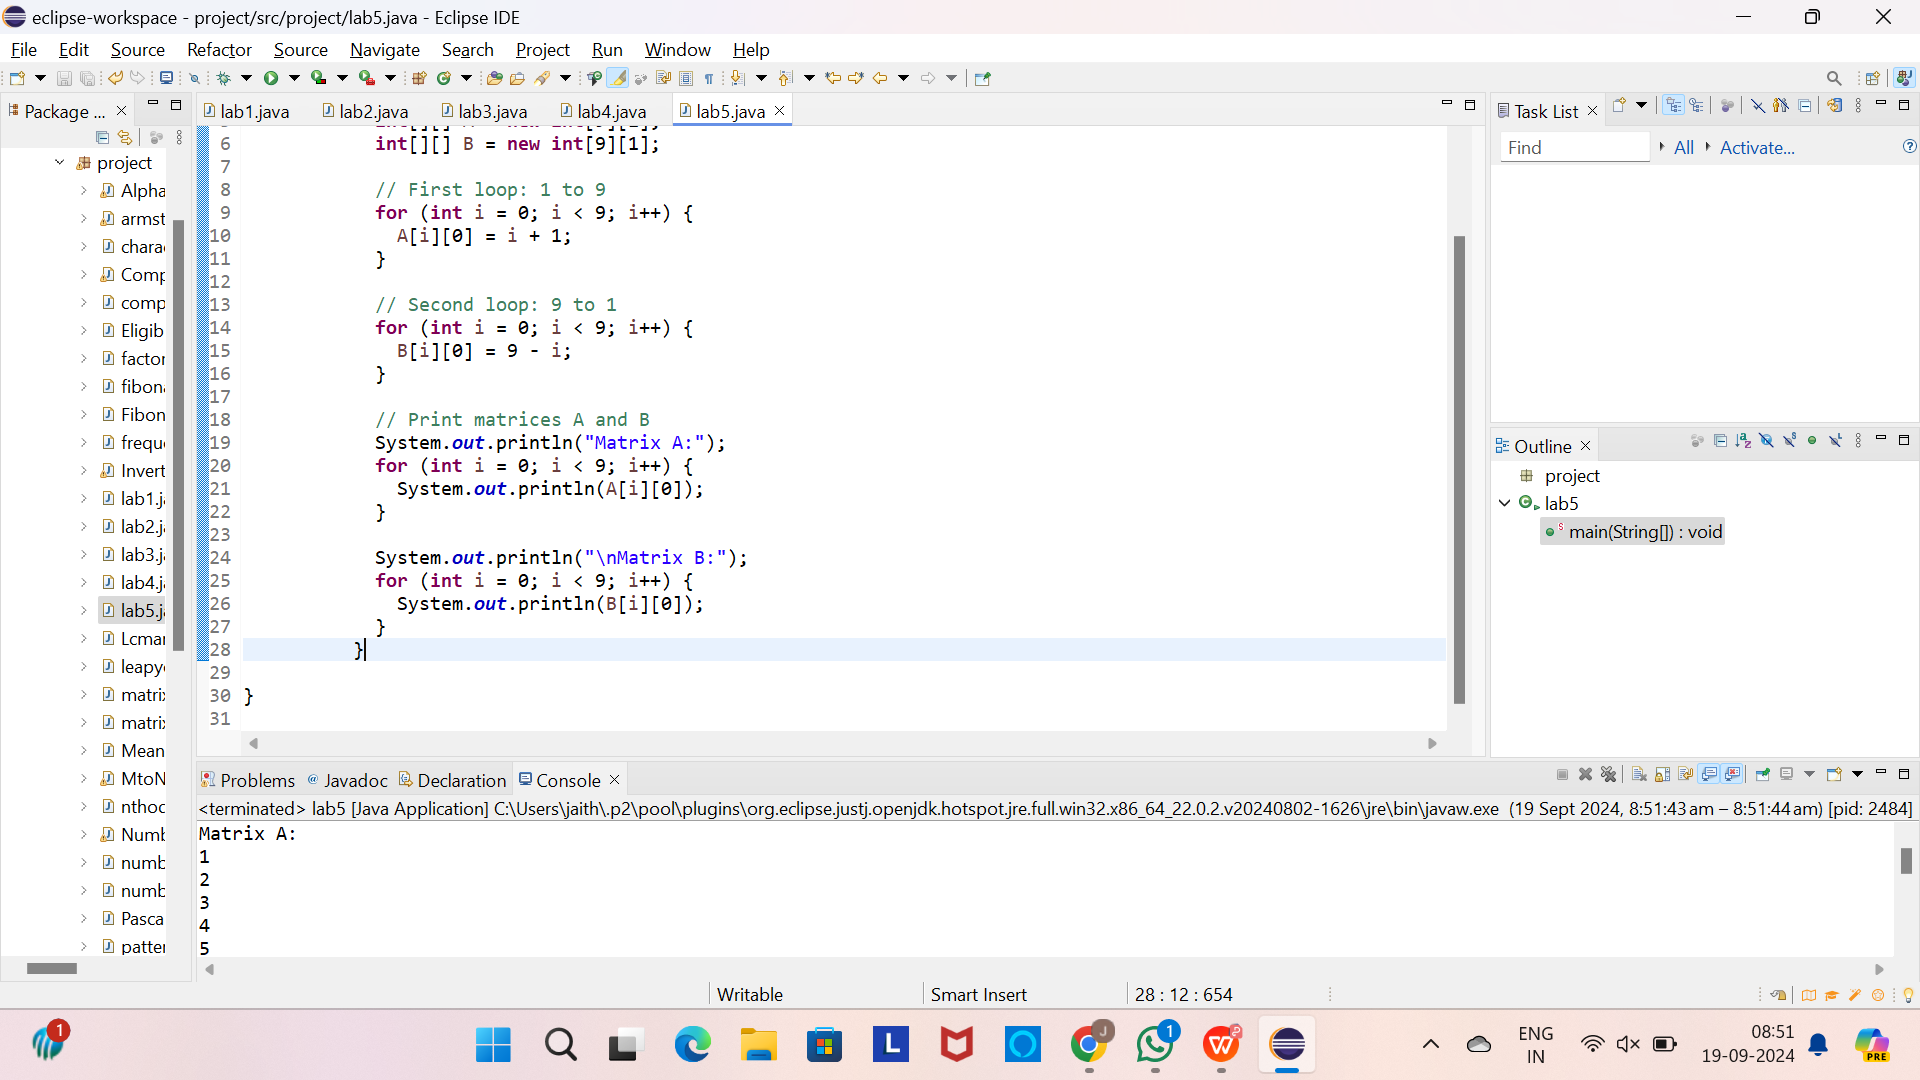 eclipse-workspace - project/src/project/lab5.java - Eclipse IDE
File Edit Source Refactor Source Navigate Search Project Run Window Help
Package ...
lab1.java lab2.java lab3.java lab4.java lab5.java
Task List
Find All Activate...
project
Alpha
armst
chara
Comp
comp
Eligib
factor
fibon
Fibon
frequ
Invert
lab1.j
lab2.j
lab3.j
lab4.j
lab5.j
Lcma
leapy
matri
matri
Mean
MtoN
nthoc
Numb
numb
numb
Pasca
patte
6 int[][] B = new int[9][1];
7
8 // First loop: 1 to 9
9 for (int i = 0; i < 9; i++) {
10 A[i][0] = i + 1;
11 }
12
13 // Second loop: 9 to 1
14 for (int i = 0; i < 9; i++) {
15 B[i][0] = 9 - i;
16 }
17
18 // Print matrices A and B
19 System.out.println("Matrix A:");
20 for (int i = 0; i < 9; i++) {
21 System.out.println(A[i][0]);
22 }
23
24 System.out.println("\nMatrix B:");
25 for (int i = 0; i < 9; i++) {
26 System.out.println(B[i][0]);
27 }
28 }
29
30 }
31
Outline
project
lab5
main(String[]) : void
Problems @ Javadoc Declaration Console
<terminated> lab5 [Java Application] C:\Users\jaith\.p2\pool\plugins\org.eclipse.justj.openjdk.hotspot.jre.full.win32.x86_64_22.0.2.v20240802-1626\jre\bin\javaw.exe (19 Sept 2024, 8:51:43 am – 8:51:44 am) [pid: 2484]
Matrix A:
1
2
3
4
5
Writable Smart Insert 28 : 12 : 654
1
L
J
1
W
ENG
IN
08:51
19-09-2024
PRE